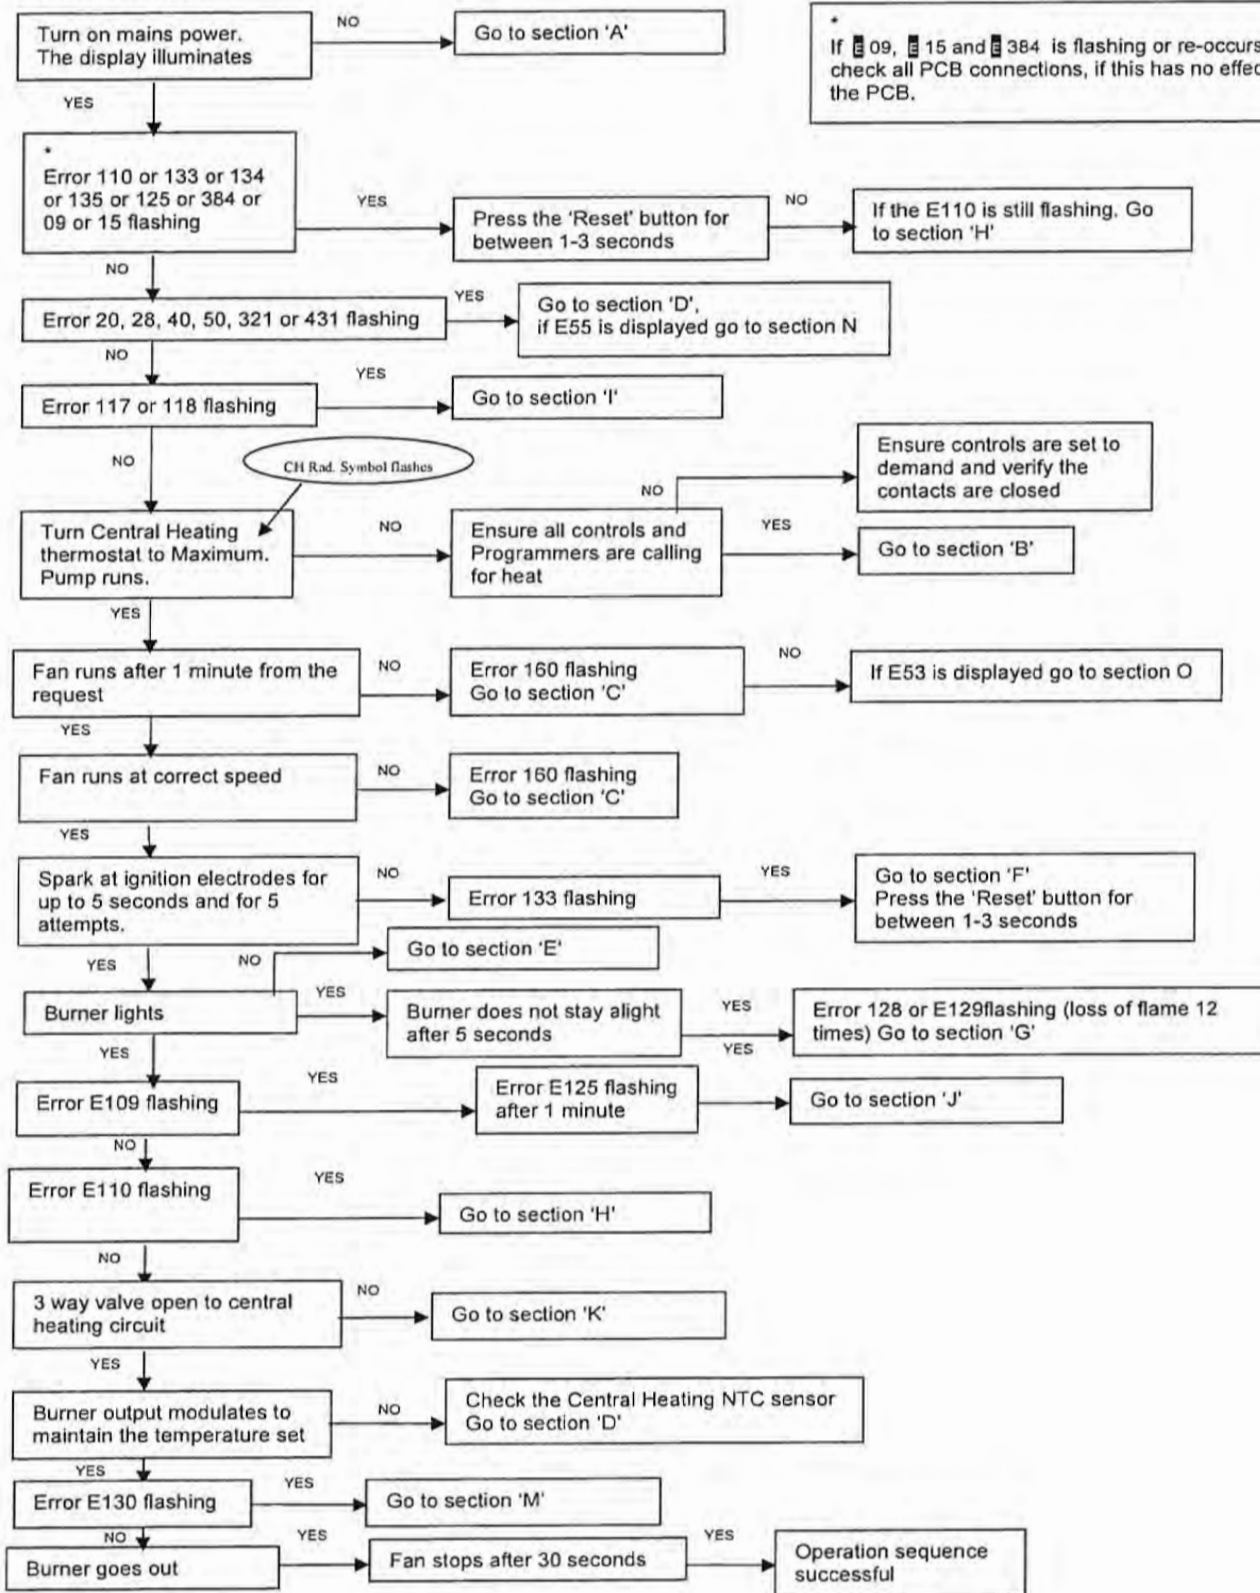 Turn on mains power.
The display illuminates
NO
Go to section 'A'
*
If E 09, E 15 and E 384 is flashing or re-occurs
check all PCB connections, if this has no effec
the PCB.
YES
*
Error 110 or 133 or 134
or 135 or 125 or 384 or
09 or 15 flashing
YES
Press the 'Reset' button for
between 1-3 seconds
NO
If the E110 is still flashing. Go
to section 'H'
NO
Error 20, 28, 40, 50, 321 or 431 flashing
YES
Go to section 'D',
if E55 is displayed go to section N
NO
Error 117 or 118 flashing
YES
Go to section 'I'
NO
CH Rad. Symbol flashes
Turn Central Heating
thermostat to Maximum.
Pump runs.
NO
Ensure all controls and
Programmers are calling
for heat
NO
Ensure controls are set to
demand and verify the
contacts are closed
YES
Go to section 'B'
YES
Fan runs after 1 minute from the
request
NO
Error 160 flashing
Go to section 'C'
NO
If E53 is displayed go to section O
YES
Fan runs at correct speed
NO
Error 160 flashing
Go to section 'C'
YES
Spark at ignition electrodes for
up to 5 seconds and for 5
attempts.
NO
Error 133 flashing
YES
Go to section 'F'
Press the 'Reset' button for
between 1-3 seconds
YES
NO
Go to section 'E'
Burner lights
YES
Burner does not stay alight
after 5 seconds
YES
YES
Error 128 or E129flashing (loss of flame 12
times) Go to section 'G'
YES
Error E109 flashing
YES
Error E125 flashing
after 1 minute
Go to section 'J'
NO
Error E110 flashing
YES
Go to section 'H'
NO
3 way valve open to central
heating circuit
NO
Go to section 'K'
YES
Burner output modulates to
maintain the temperature set
NO
Check the Central Heating NTC sensor
Go to section 'D'
YES
Error E130 flashing
YES
Go to section 'M'
NO
Burner goes out
YES
Fan stops after 30 seconds
YES
Operation sequence
successful